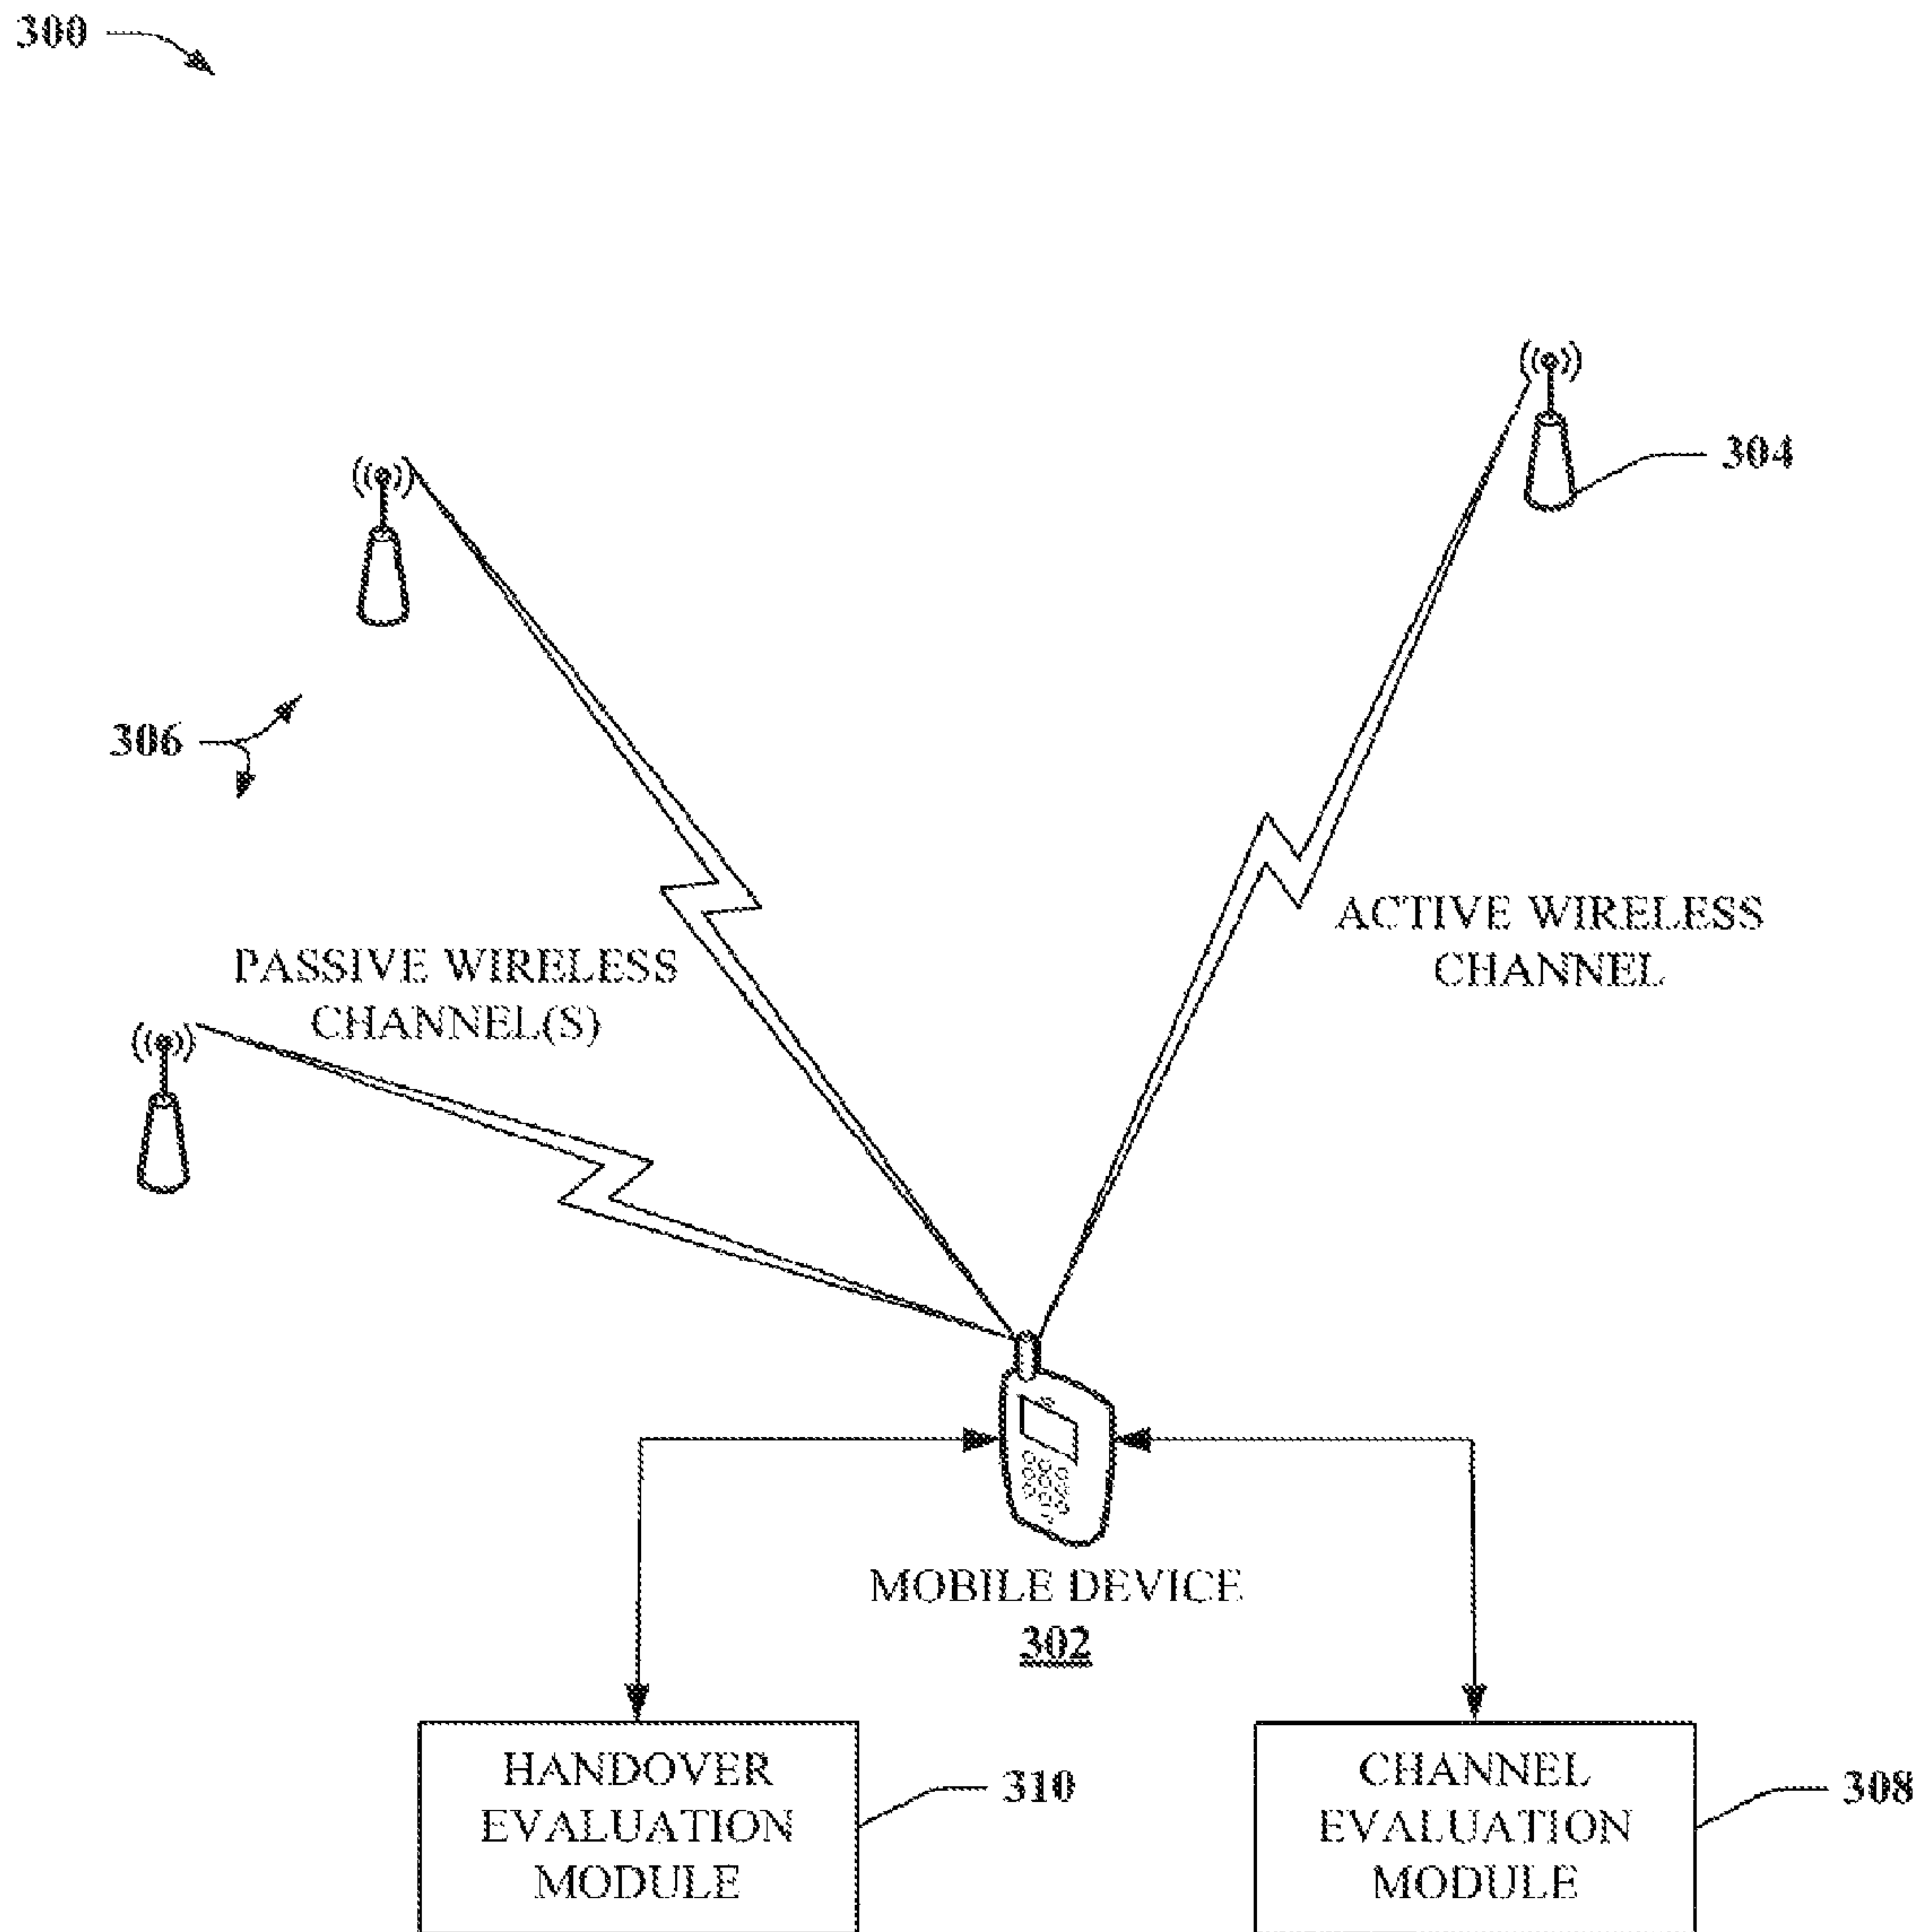 300
304
306
ACTIVE WIRELESS
CHANNEL
PASSIVE WIRELESS
CHANNEL(S)
MOBILE DEVICE
302
HANDOVER
EVALUATION
MODULE
310
CHANNEL
EVALUATION
MODULE
308